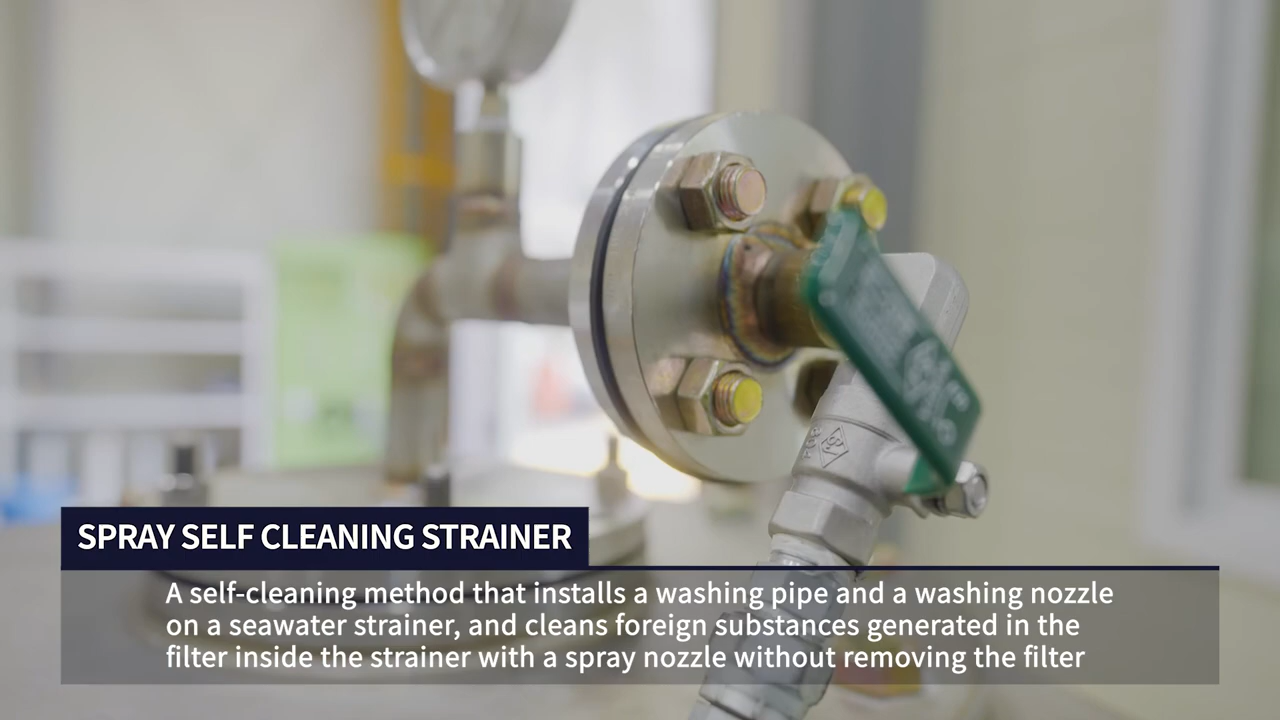 SPRAY SELF CLEANING STRAINER
A self-cleaning method that installs a washing pipe and a washing nozzle
on a seawater strainer, and cleans foreign substances generated in the
filter inside the strainer with a spray nozzle without removing the filter